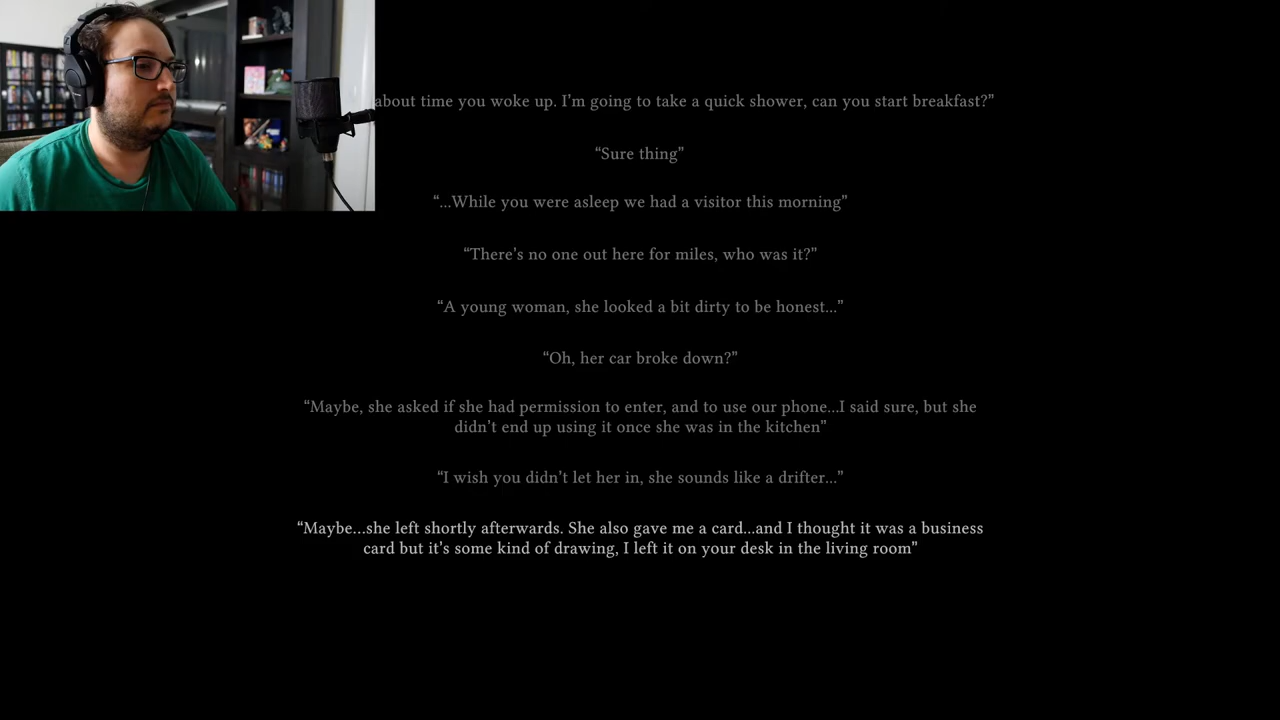 about time you woke up. I’m going to take a quick shower, can you start breakfast?”
“Sure thing”
“...While you were asleep we had a visitor this morning”
“There’s no one out here for miles, who was it?”
“A young woman, she looked a bit dirty to be honest...”
“Oh, her car broke down?”
“Maybe, she asked if she had permission to enter, and to use our phone...I said sure, but she
didn’t end up using it once she was in the kitchen”
“I wish you didn’t let her in, she sounds like a drifter...”
“Maybe...she left shortly afterwards. She also gave me a card...and I thought it was a business
card but it’s some kind of drawing, I left it on your desk in the living room”